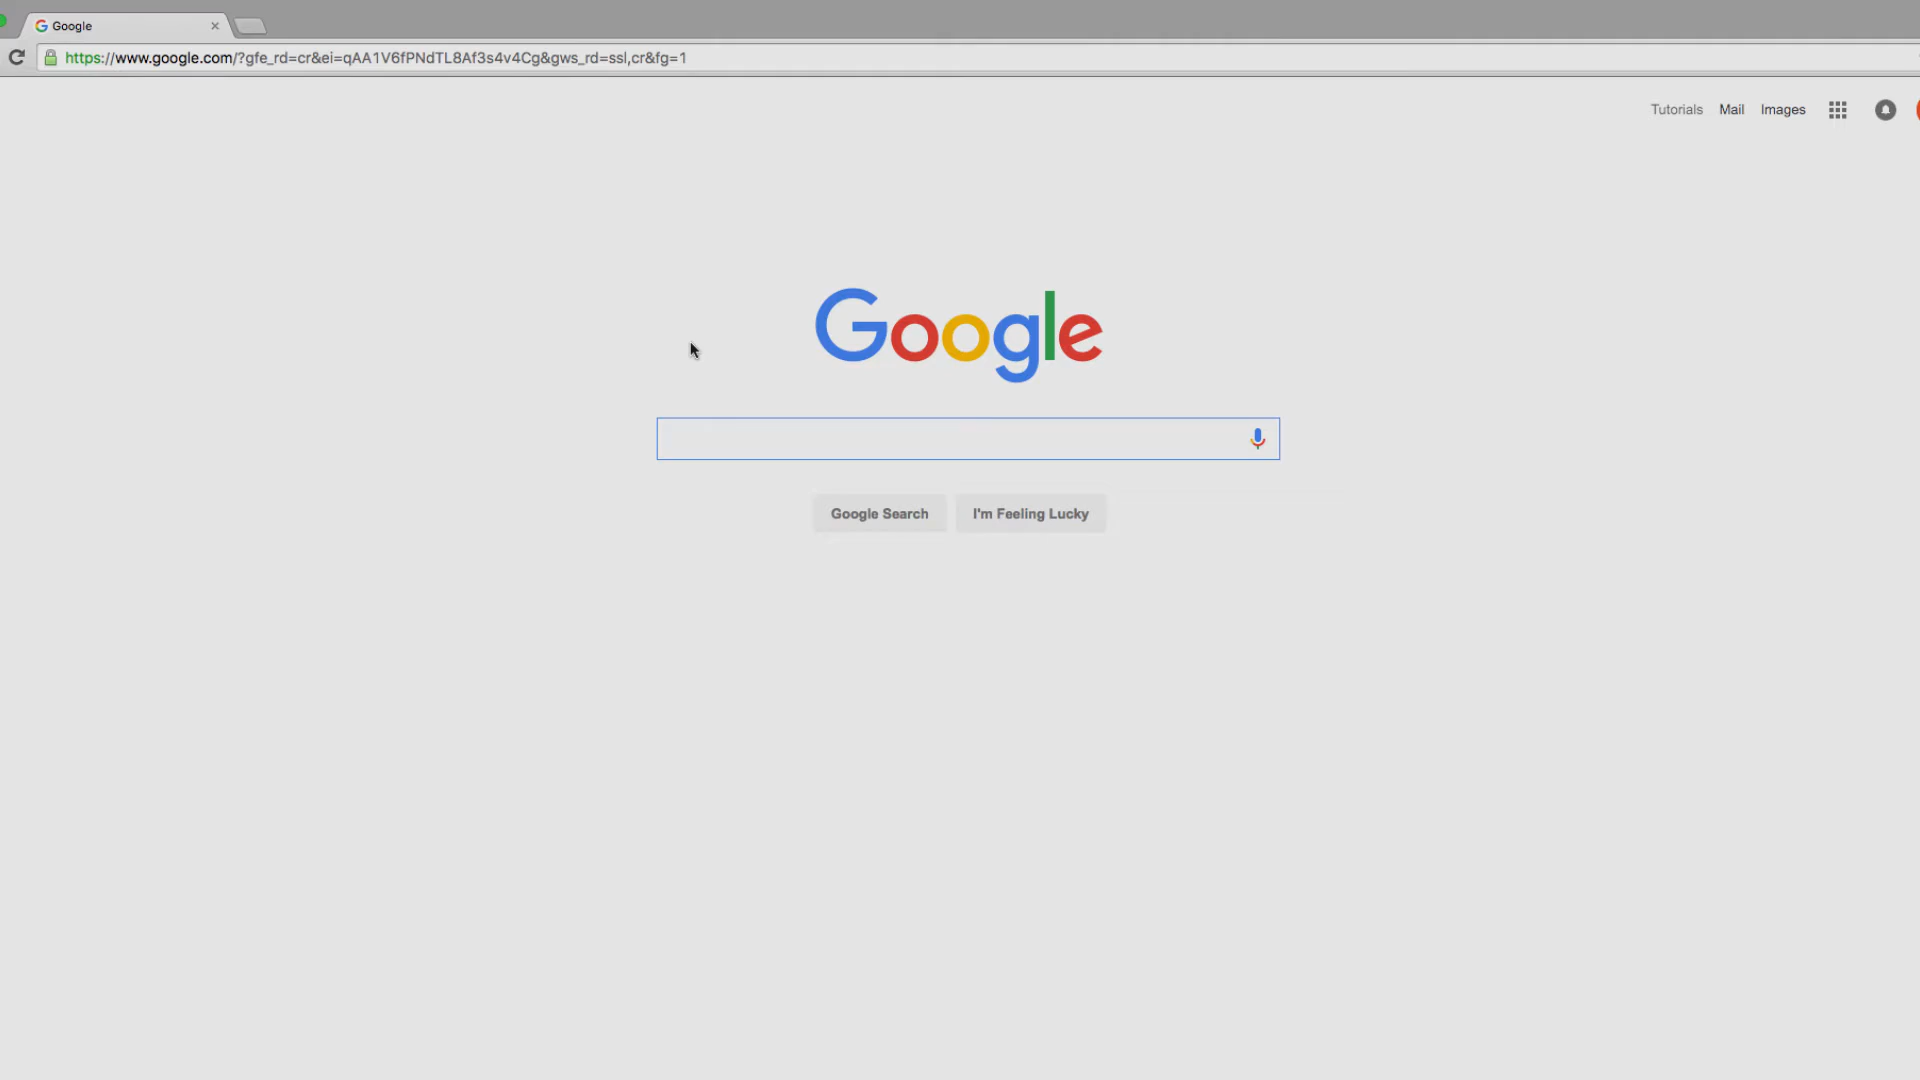 Google
https://www.google.com/?gfe_rd=cr&ei=qAA1V6fPNdTL8Af3s4v4Cg&gws_rd=ssl,cr&fg=1
Tutorials Mail Images
Google
Google Search I'm Feeling Lucky